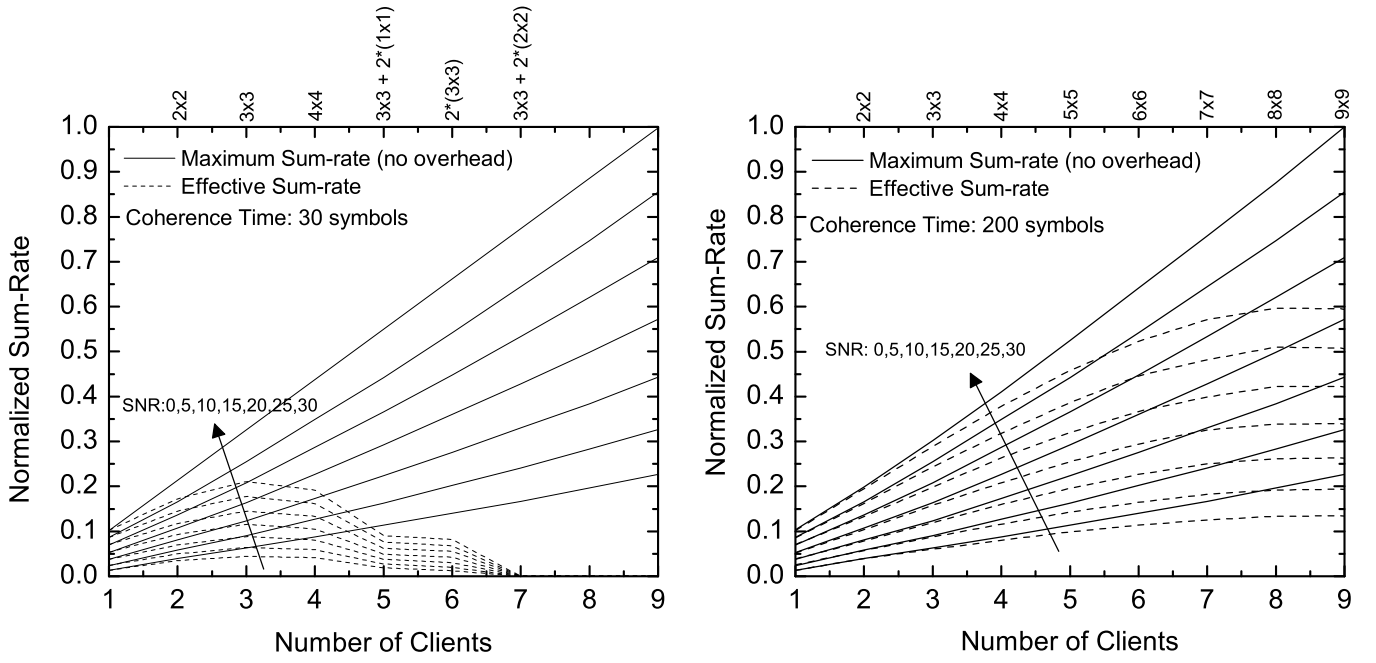 2x2
3x3
4x4
3x3 + 2*(1x1)
2*(3x3)
3x3 + 2*(2x2)
1.0
0.9
0.8
0.7
0.6
0.5
0.4
0.3
0.2
0.1
0.0
Normalized Sum-Rate
Maximum Sum-rate (no overhead)
Effective Sum-rate
Coherence Time: 30 symbols
SNR:0,5,10,15,20,25,30
1 2 3 4 5 6 7 8 9
Number of Clients
2x2
3x3
4x4
5x5
6x6
7x7
8x8
9x9
1.0
0.9
0.8
0.7
0.6
0.5
0.4
0.3
0.2
0.1
0.0
Normalized Sum-Rate
Maximum Sum-rate (no overhead)
Effective Sum-rate
Coherence Time: 200 symbols
SNR: 0,5,10,15,20,25,30
1 2 3 4 5 6 7 8 9
Number of Clients